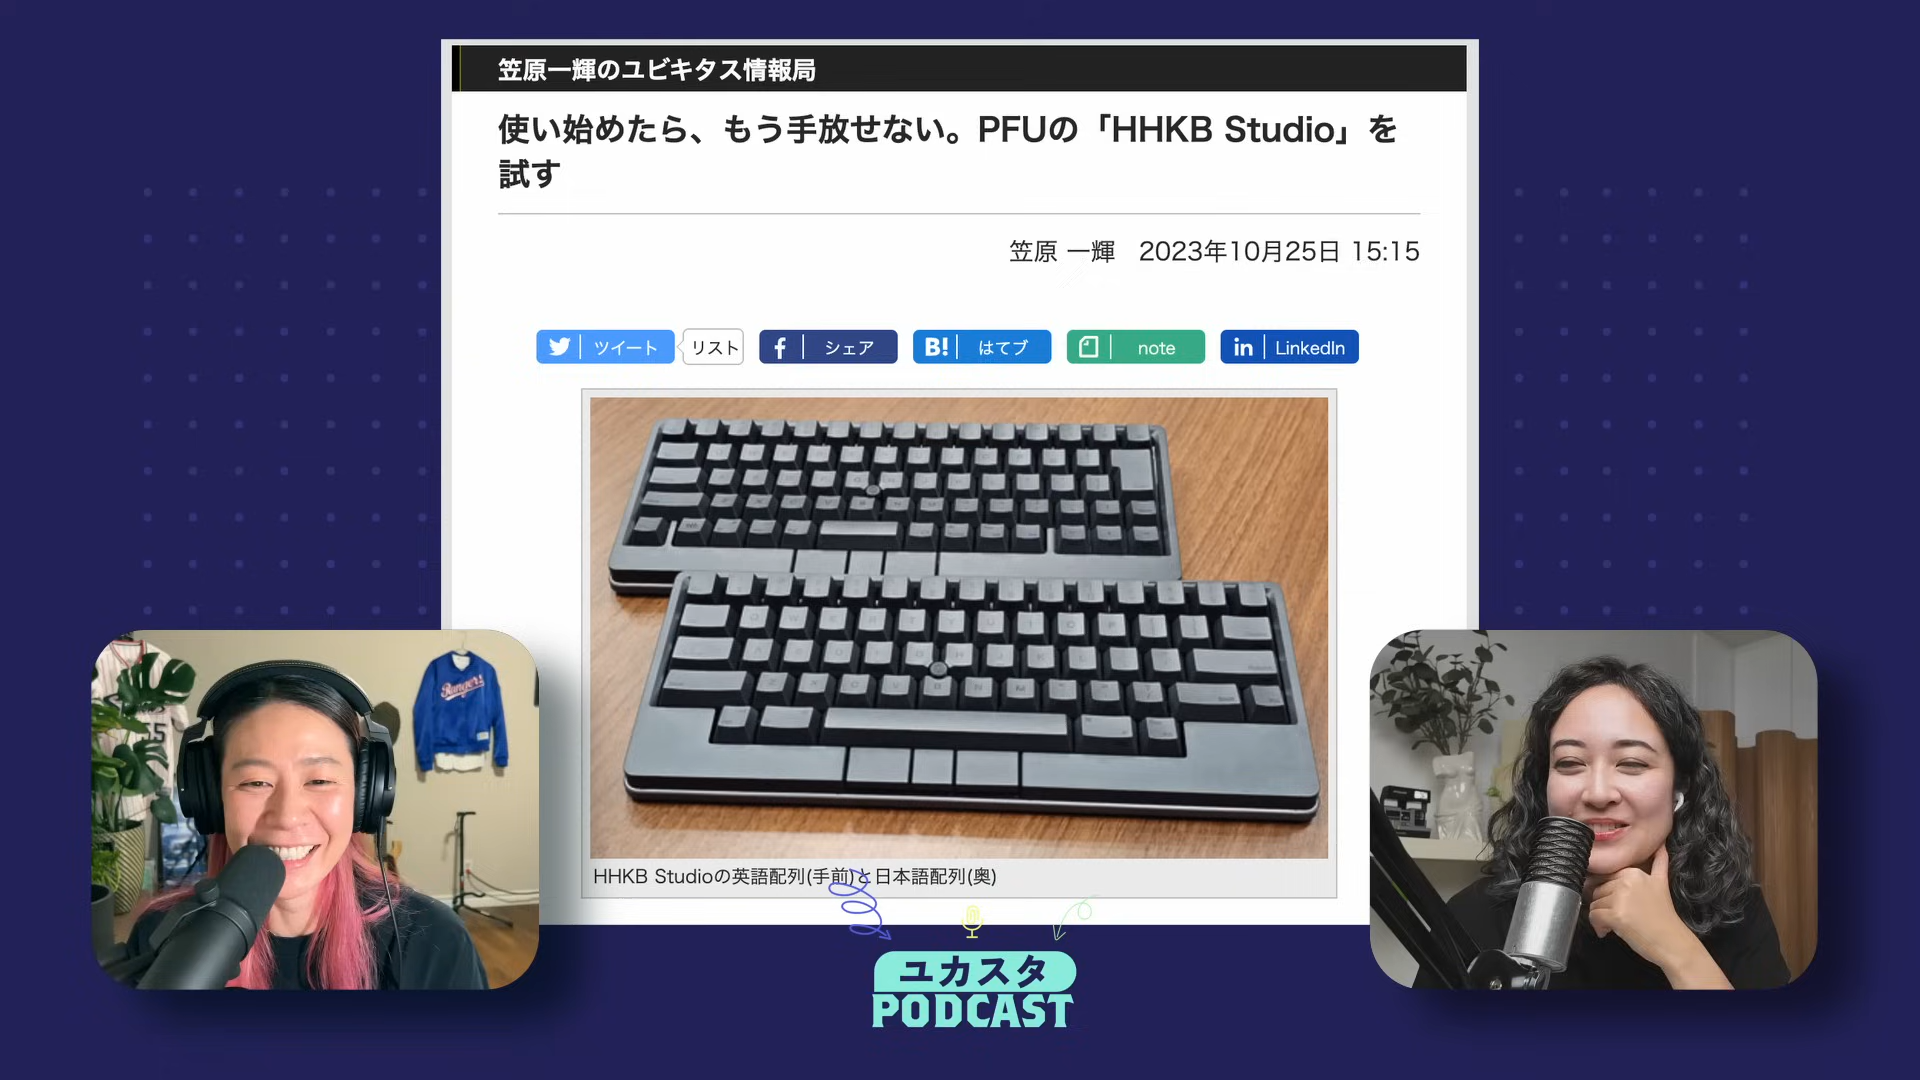 笠原一輝のユビキタス情報局
使い始めたら、もう手放せない。PFUの「HHKB Studio」を
試す
笠原 一輝 2023年10月25日 15:15
ツイート リスト シェア B! はてブ note in LinkedIn
HHKB Studioの英語配列(手前)と日本語配列(奥)
Rangers
55
ユカスタ
PODCAST